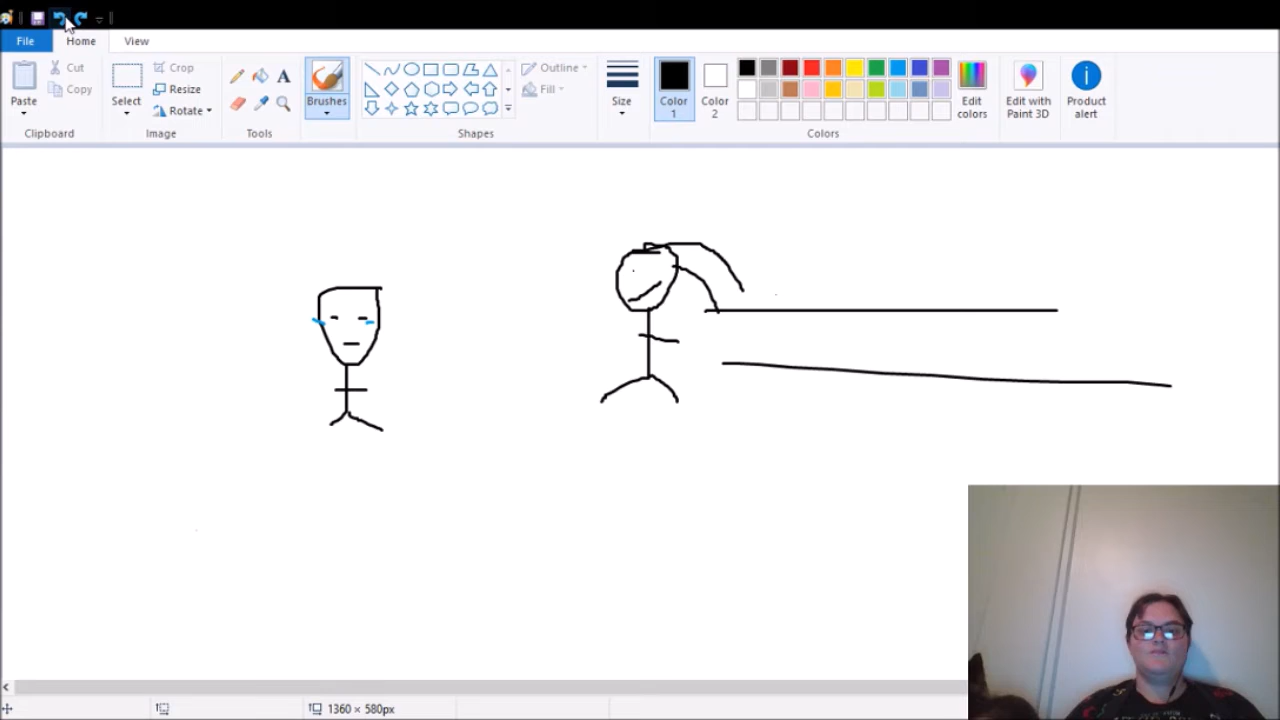 File Home View
Paste
Cut
Copy
Clipboard
Select
Crop
Resize
Rotate
Image
A
Tools
Brushes
Shapes
Outline
Fill
Size
Color 1
Color 2
Edit colors
Colors
Edit with Paint 3D
Product alert
1360 × 580px